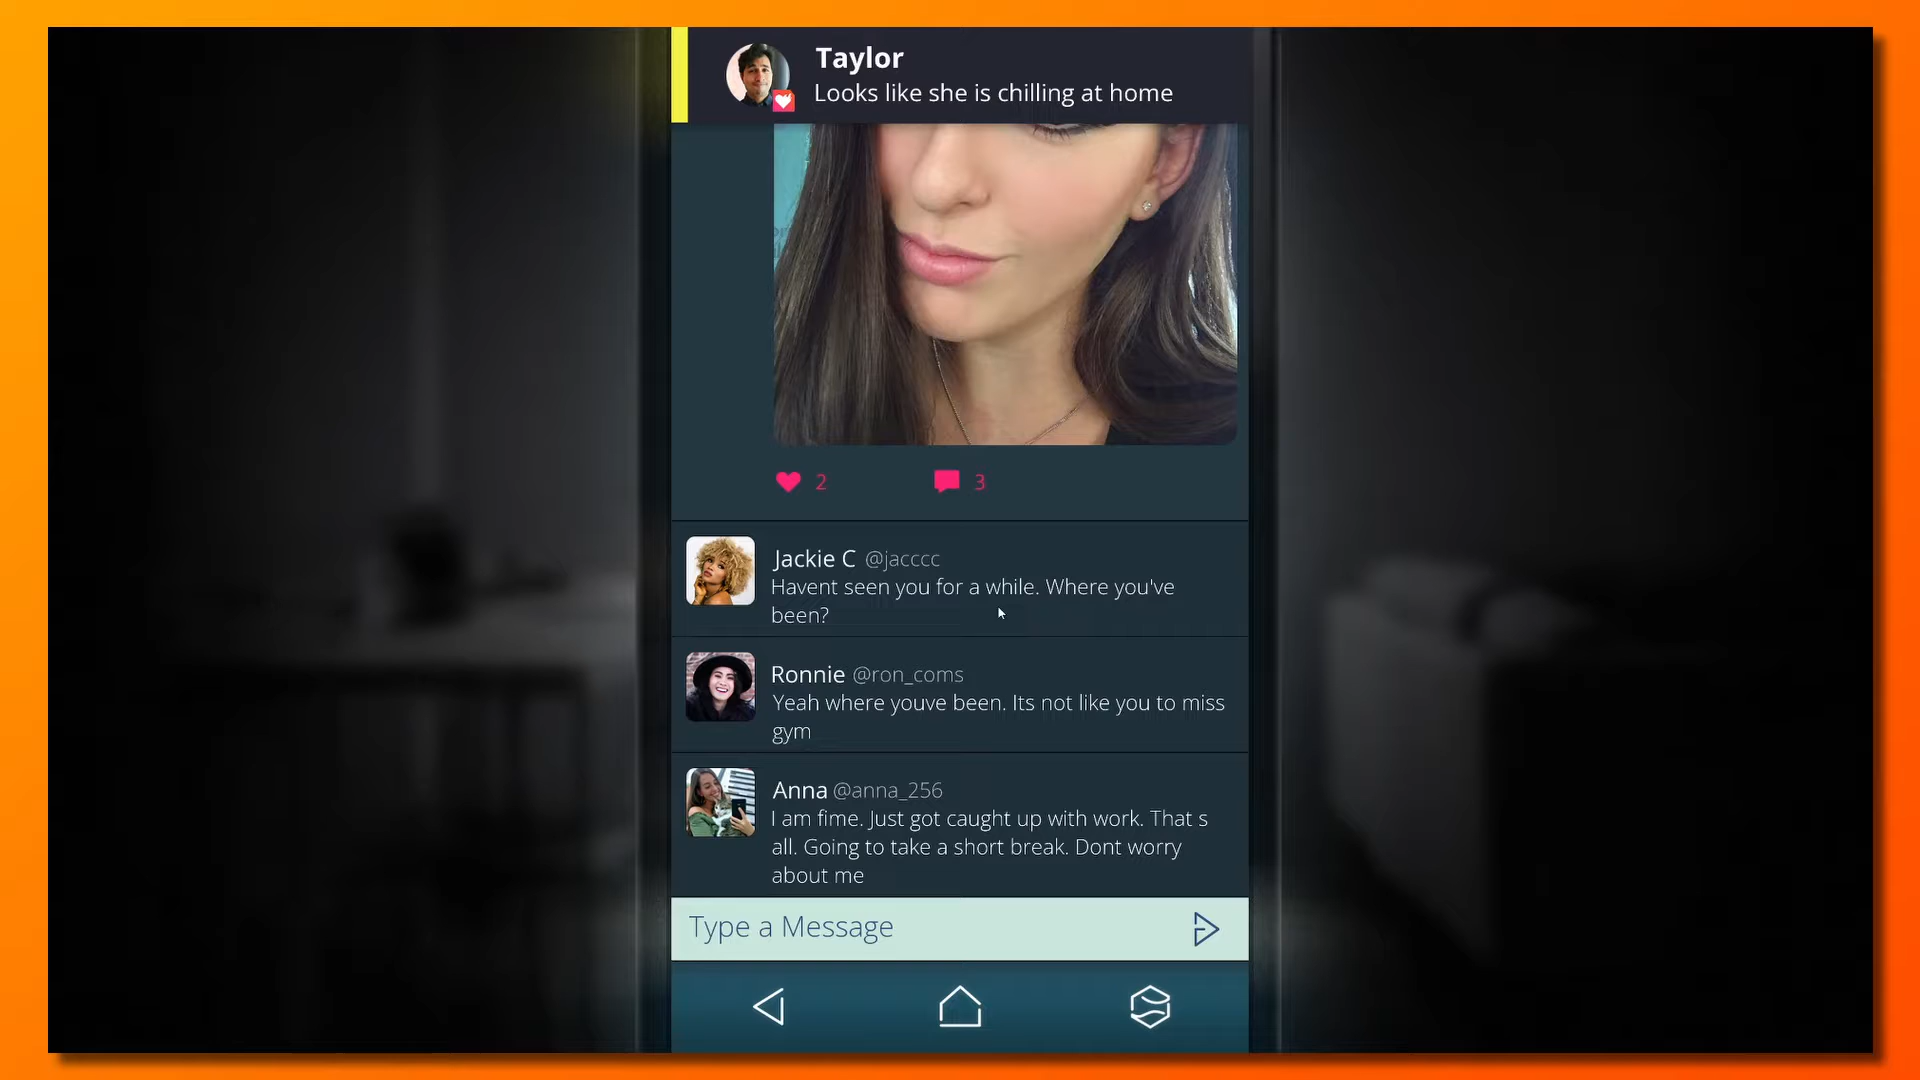 Taylor
Looks like she is chilling at home
2 3
Jackie C @jacccc
Havent seen you for a while. Where you've
been?
Ronnie @ron_coms
Yeah where youve been. Its not like you to miss
gym
Anna @anna_256
I am fime. Just got caught up with work. That s
all. Going to take a short break. Dont worry
about me
Type a Message